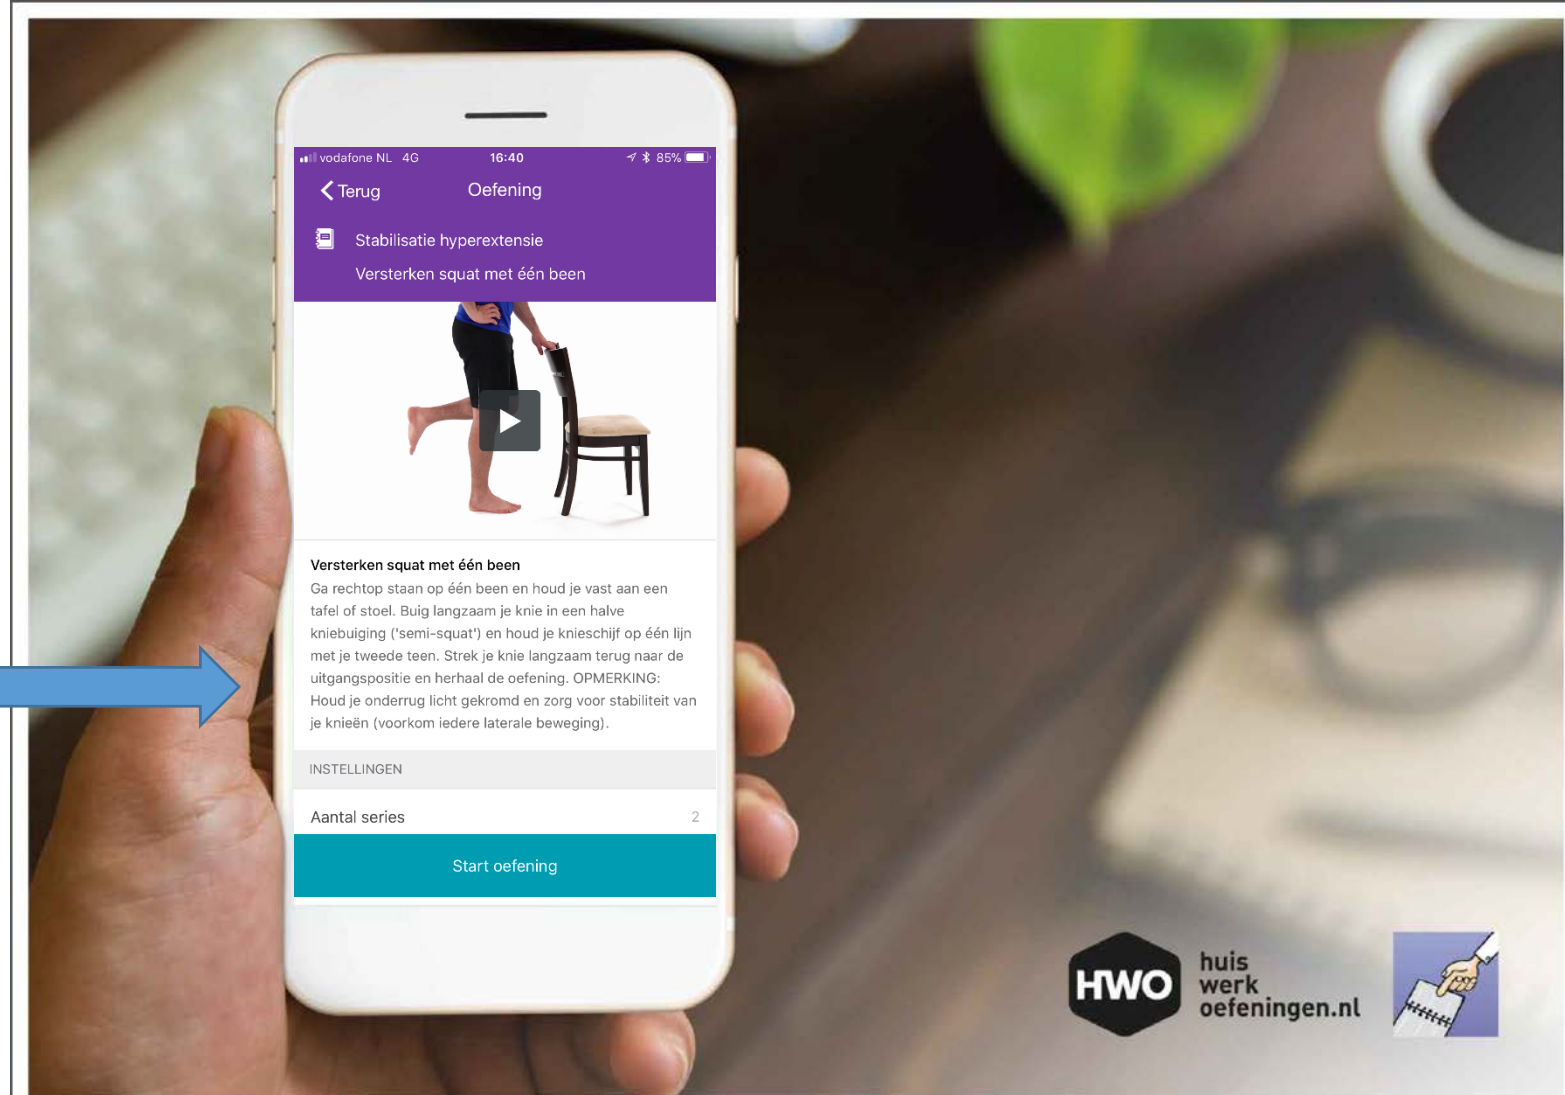 vodafone NL 4G 16:40 85%
Terug Oefening
Stabilisatie hyperextensie
Versterken squat met één been
Versterken squat met één been
Ga rechtop staan op één been en houd je vast aan een
tafel of stoel. Buig langzaam je knie in een halve
kniebuiging ('semi-squat') en houd je knieschijf op één lijn
met je tweede teen. Strek je knie langzaam terug naar de
uitgangspositie en herhaal de oefening. OPMERKING:
Houd je onderrug licht gekromd en zorg voor stabiliteit van
je knieën (voorkom iedere laterale beweging).
INSTELLINGEN
Aantal series 2
Start oefening
HWO
huis
werk
oefeningen.nl